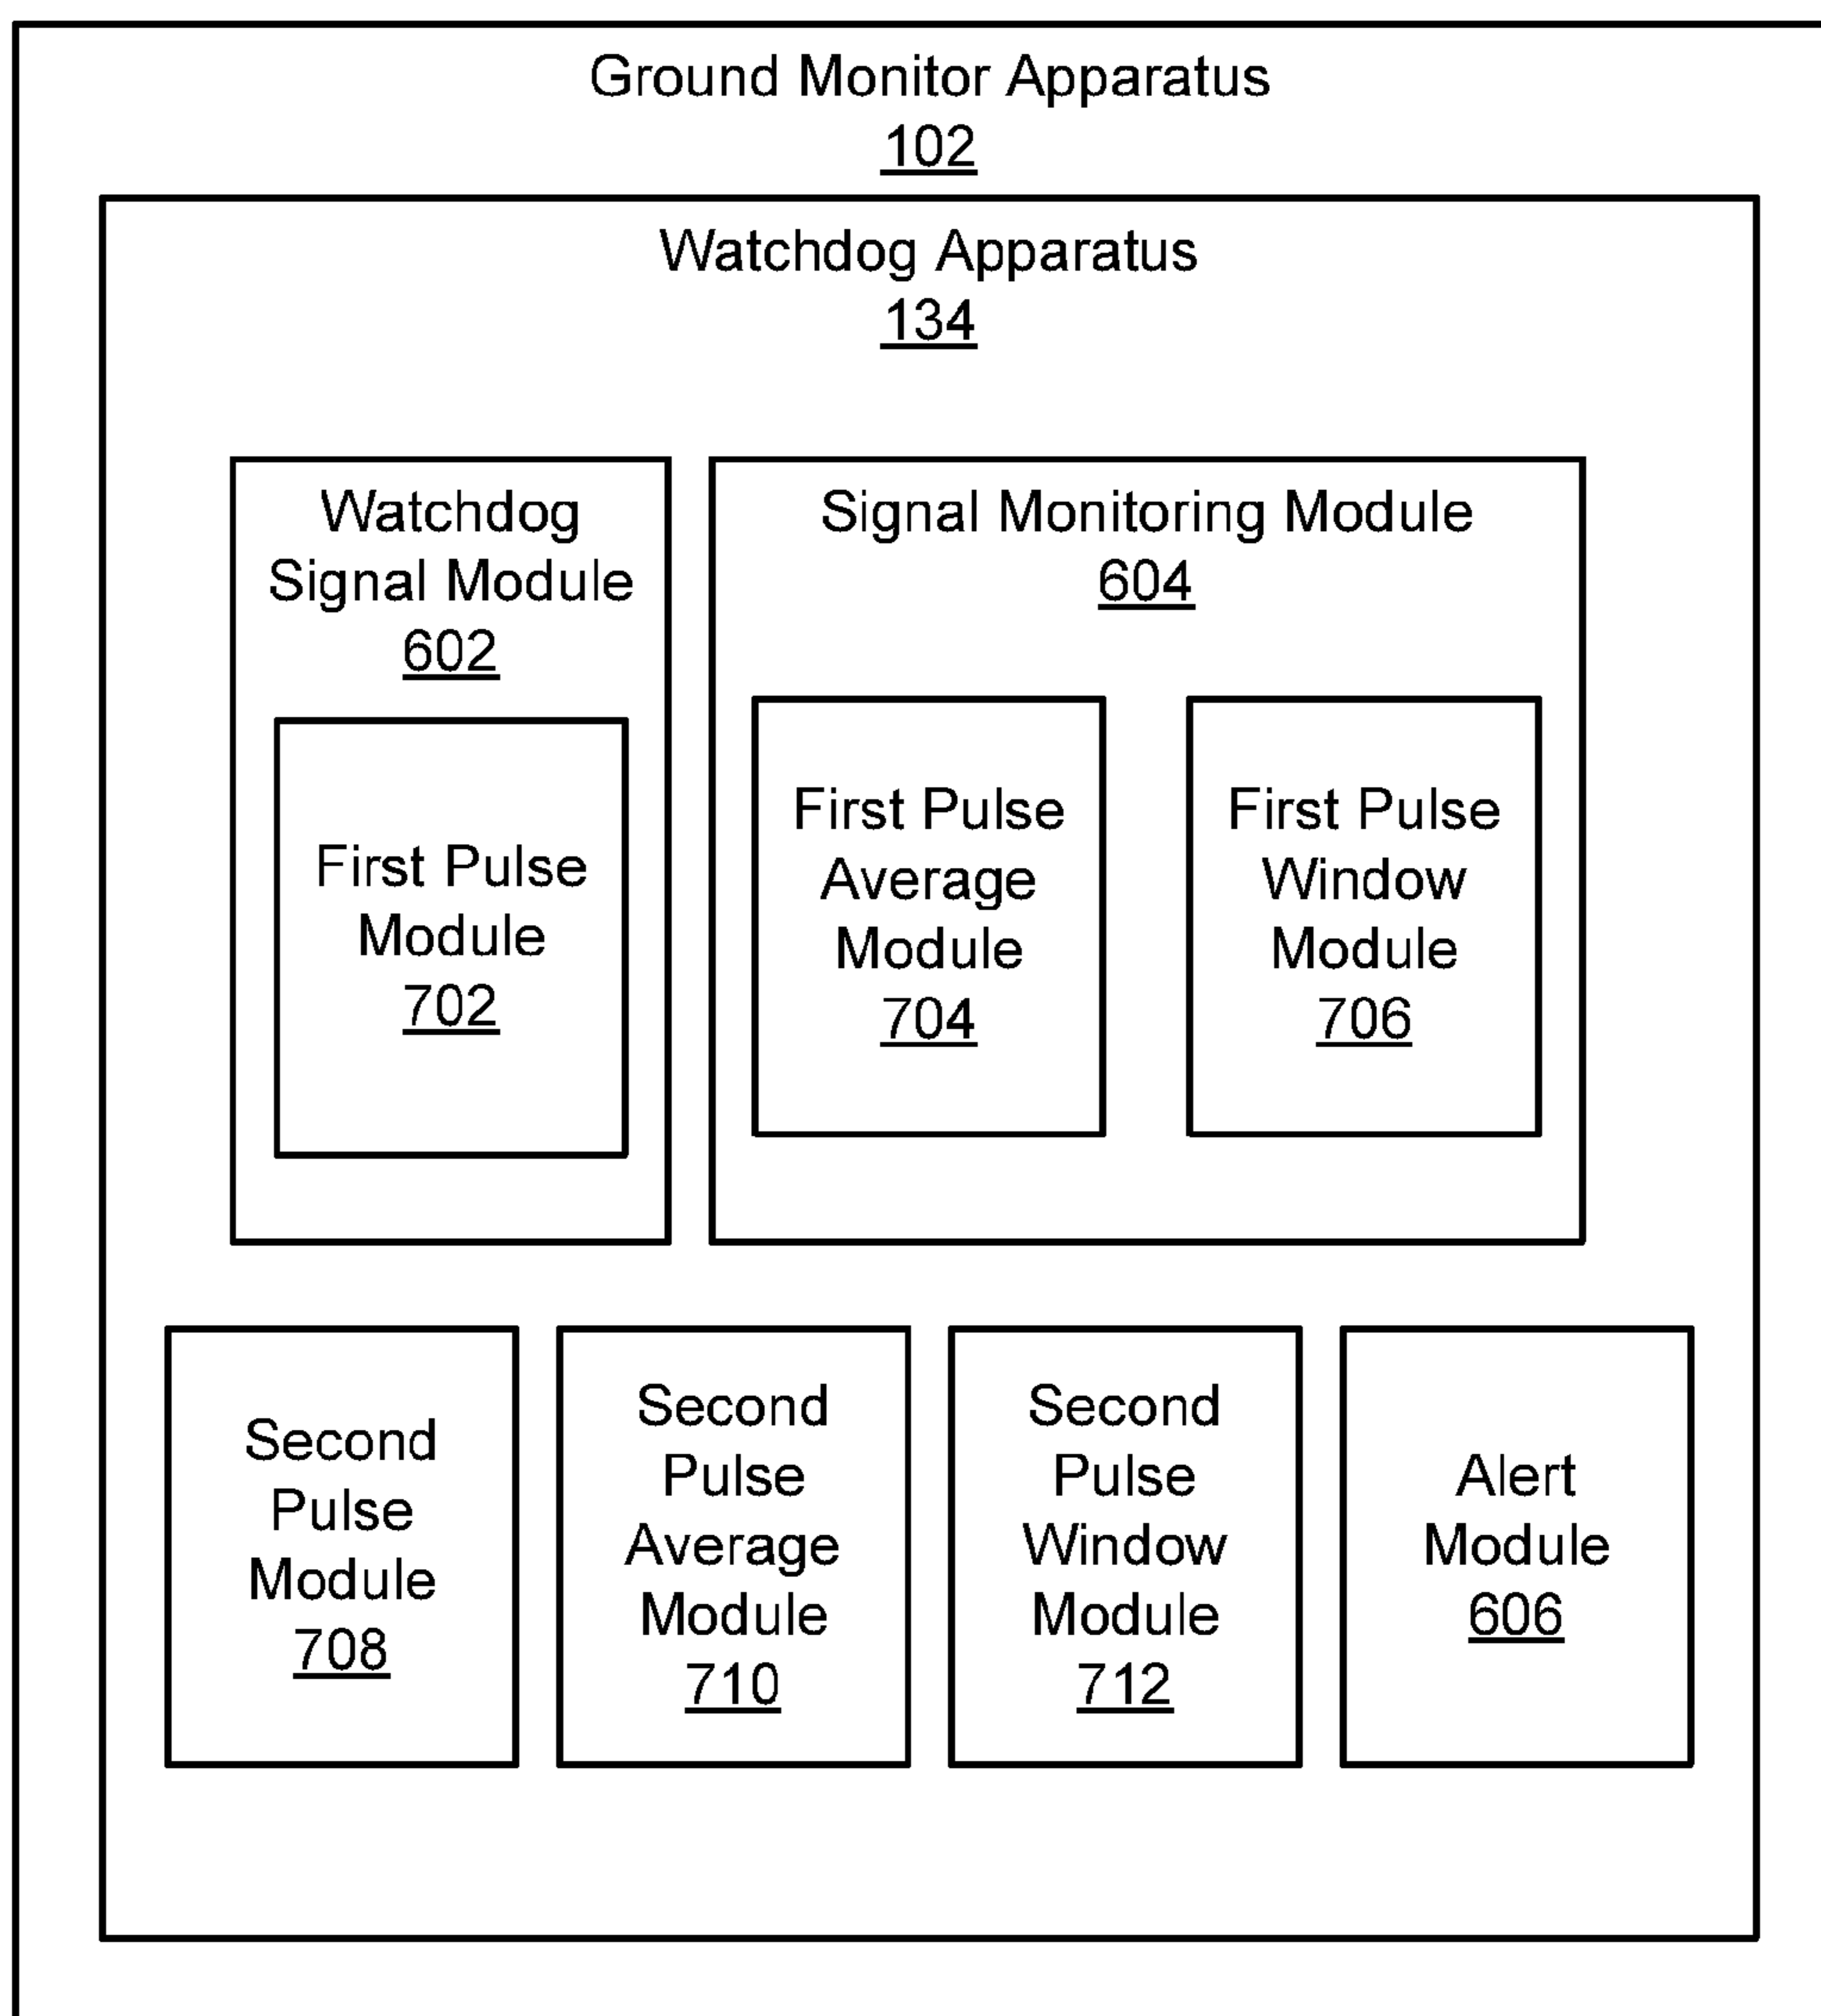 Ground Monitor Apparatus
102
Watchdog Apparatus
134
Watchdog
Signal Module
602
First Pulse
Module
702
Signal Monitoring Module
604
First Pulse
Average
Module
704
First Pulse
Window
Module
706
Second
Pulse
Module
708
Second
Pulse
Average
Module
710
Second
Pulse
Window
Module
712
Alert
Module
606